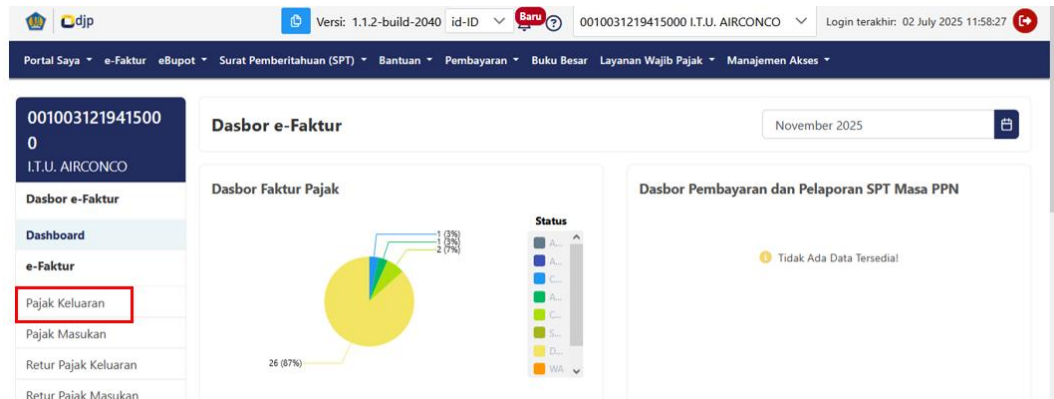 djp
Versi: 1.1.2-build-2040
id-ID
Baru
0010031219415000 I.T.U. AIRCONCO
Login terakhir: 02 July 2025 11:58:27
Portal Saya e-Faktur eBupot Surat Pemberitahuan (SPT) Bantuan Pembayaran Buku Besar Layanan Wajib Pajak Manajemen Akses
001003121941500
0
I.T.U. AIRCONCO
Dasbor e-Faktur
Dashboard
e-Faktur
Pajak Keluaran
Pajak Masukan
Retur Pajak Keluaran
Retur Pajak Masukan
Dasbor e-Faktur
November 2025
Dasbor Faktur Pajak
1 (3%)
1 (3%)
2 (7%)
26 (87%)
Status
A...
A...
C...
A...
C...
S...
D...
WA
Dasbor Pembayaran dan Pelaporan SPT Masa PPN
Tidak Ada Data Tersedia!